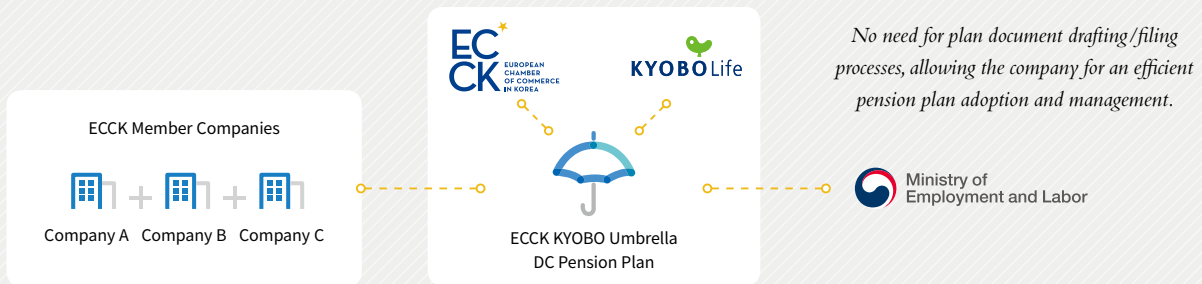 ECCK Member Companies
Company A Company B Company C
EC
CK
EUROPEAN
CHAMBER
OF COMMERCE
IN KOREA
KYOBO Life
ECCK KYOBO Umbrella
DC Pension Plan
No need for plan document drafting/filing
processes, allowing the company for an efficient
pension plan adoption and management.
Ministry of
Employment and Labor